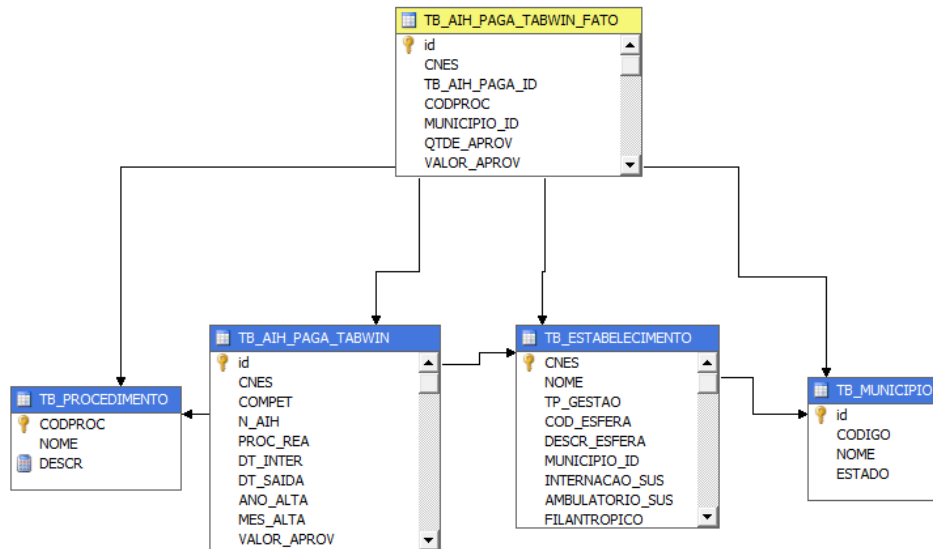 TB_AIH_PAGA_TABWIN_FATO
id
CNES
TB_AIH_PAGA_ID
CODPROC
MUNICIPIO_ID
QTDE_APROV
VALOR_APROV
TB_PROCEDIMENTO
CODPROC
NOME
DESCR
TB_AIH_PAGA_TABWIN
id
CNES
COMPET
N_AIH
PROC_REA
DT_INTER
DT_SAIDA
ANO_ALTA
MES_ALTA
VALOR_APROV
TB_ESTABELECIMENTO
CNES
NOME
TP_GESTAO
COD_ESFERA
DESCR_ESFERA
MUNICIPIO_ID
INTERNACAO_SUS
AMBULATORIO_SUS
FILANTROPICO
TB_MUNICIPIO
id
CODIGO
NOME
ESTADO